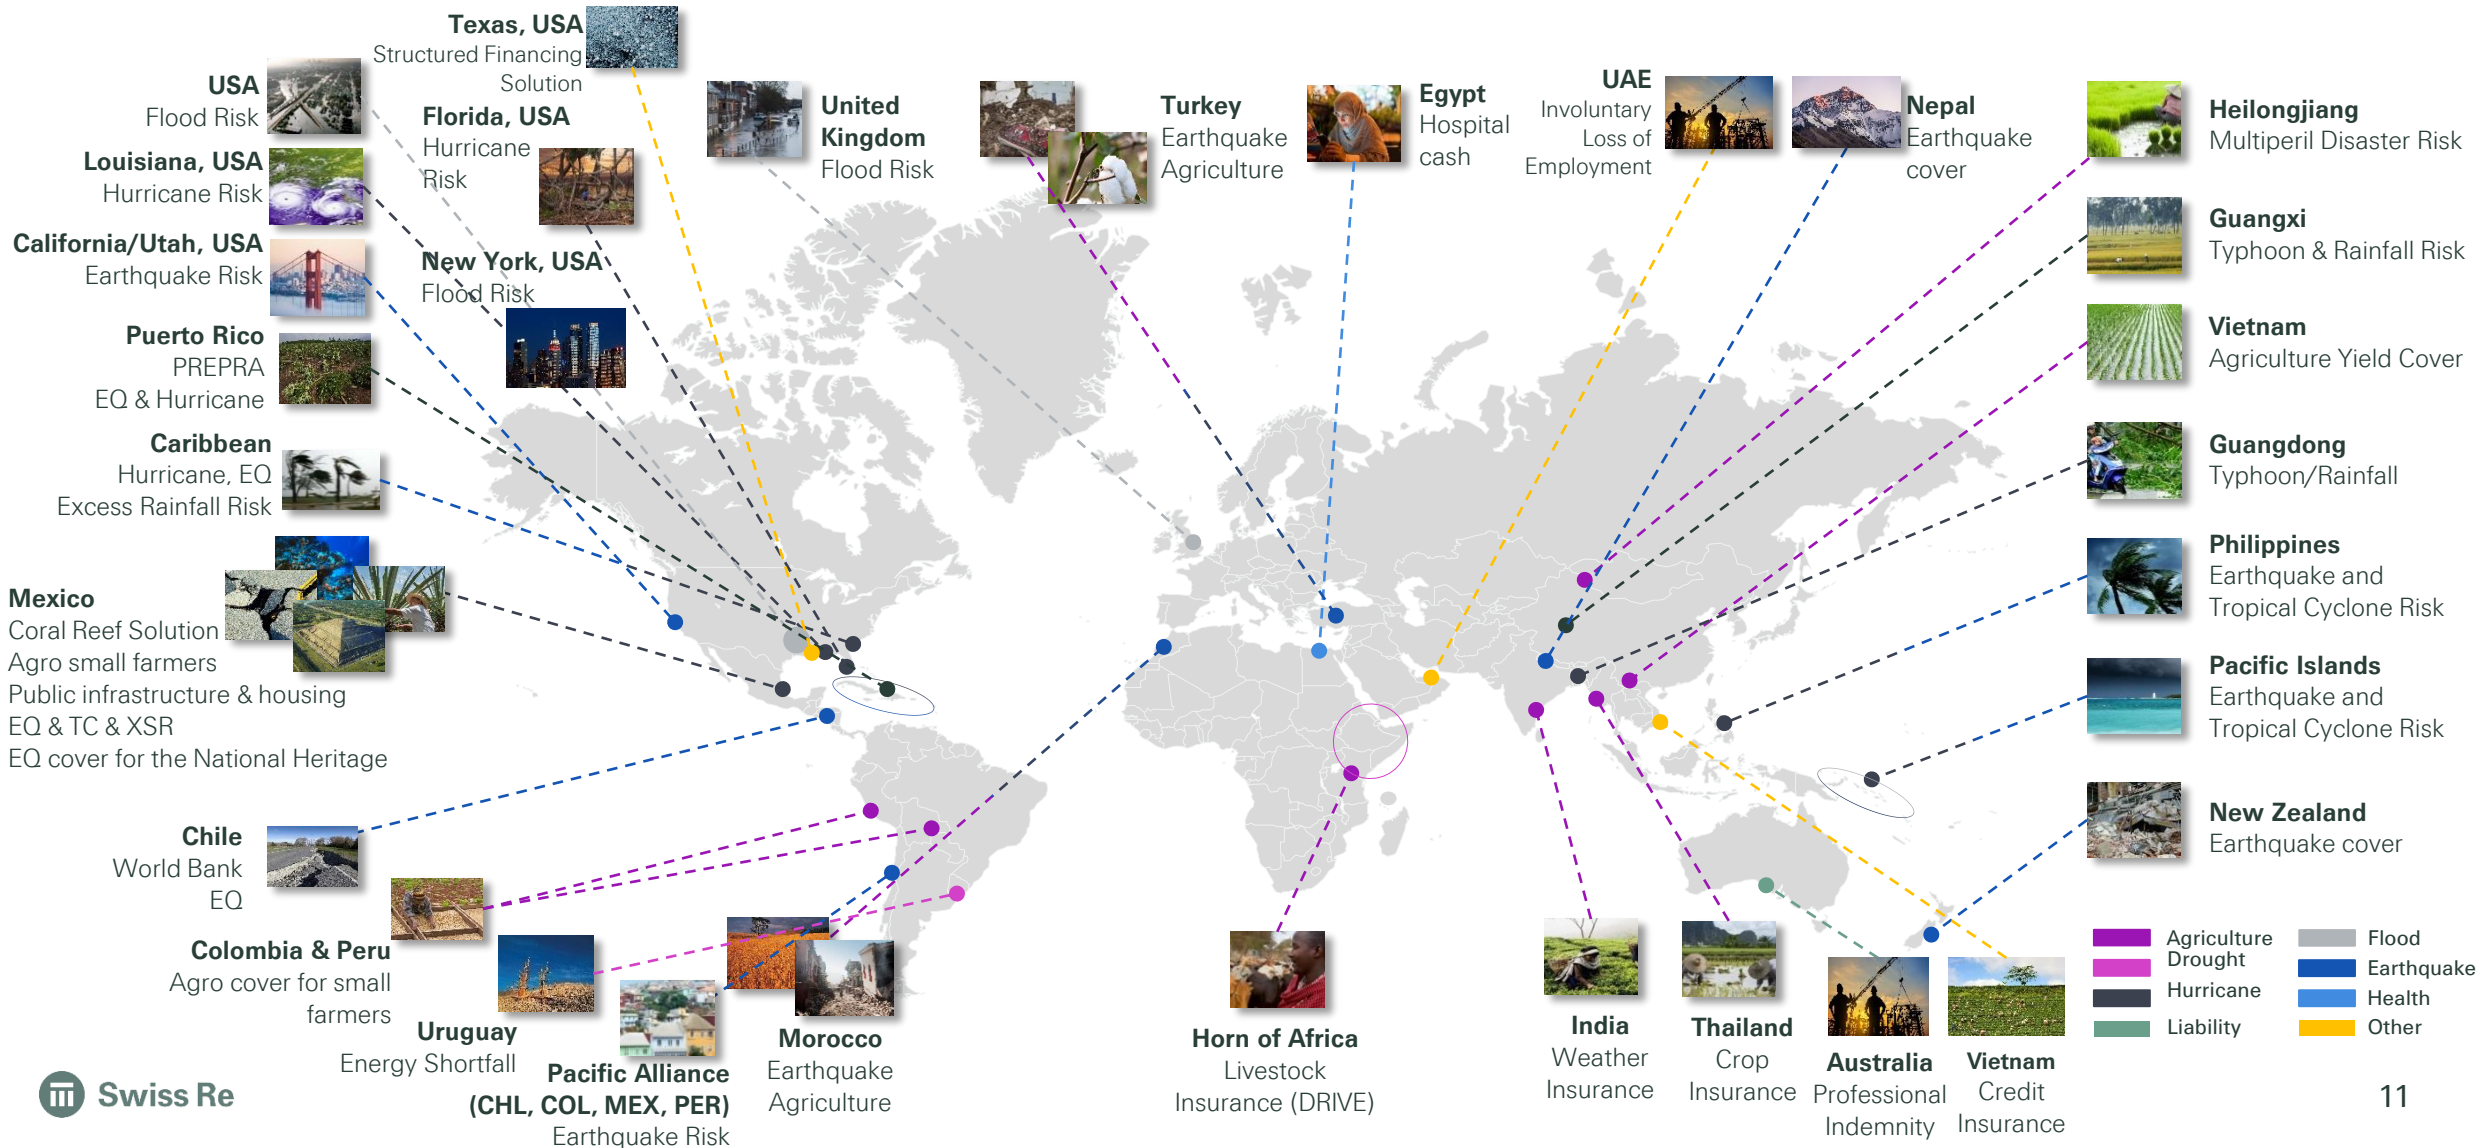 Texas, USA
Structured Financing
Solution
USA
Flood Risk
Florida, USA
Hurricane
Risk
Louisiana, USA
Hurricane Risk
California/Utah, USA
Earthquake Risk
New York, USA
Flood Risk
Puerto Rico
PREPRA
EQ & Hurricane
Caribbean
Hurricane, EQ
Excess Rainfall Risk
Mexico
Coral Reef Solution
Agro small farmers
Public infrastructure & housing
EQ & TC & XSR
EQ cover for the National Heritage
Chile
World Bank
EQ
Colombia & Peru
Agro cover for small
farmers
Uruguay
Energy Shortfall
Pacific Alliance
(CHL, COL, MEX, PER)
Earthquake Risk
Morocco
Earthquake
Agriculture
United
Kingdom
Flood Risk
Turkey
Earthquake
Agriculture
Egypt
Hospital
cash
UAE
Involuntary
Loss of
Employment
Nepal
Earthquake
cover
Heilongjiang
Multiperil Disaster Risk
Guangxi
Typhoon & Rainfall Risk
Vietnam
Agriculture Yield Cover
Guangdong
Typhoon/Rainfall
Philippines
Earthquake and
Tropical Cyclone Risk
Pacific Islands
Earthquake and
Tropical Cyclone Risk
New Zealand
Earthquake cover
Horn of Africa
Livestock
Insurance (DRIVE)
India
Weather
Insurance
Thailand
Crop
Insurance
Australia
Professional
Indemnity
Vietnam
Credit
Insurance
Agriculture
Drought
Hurricane
Liability
Flood
Earthquake
Health
Other
Swiss Re
11